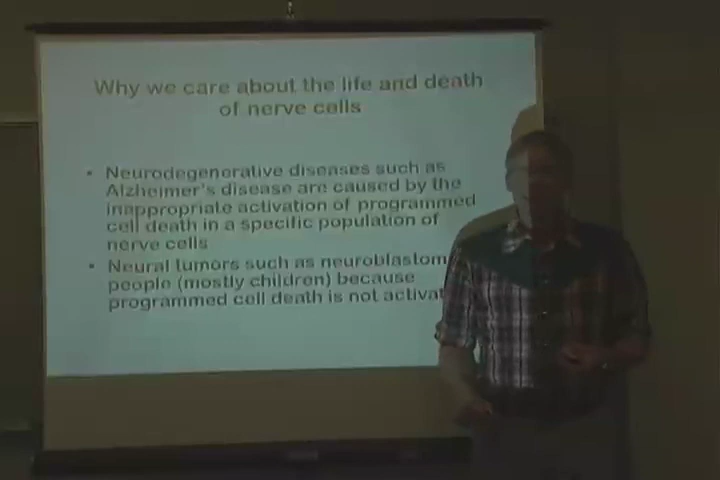 Why we care about the life and death
of nerve cells
• Neurodegenerative diseases such as
Alzheimer's disease are caused by the
inappropriate activation of programmed
cell death in a specific population of
nerve cells
• Neural tumors such as neuroblastom
people (mostly children) because
programmed cell death is not activat